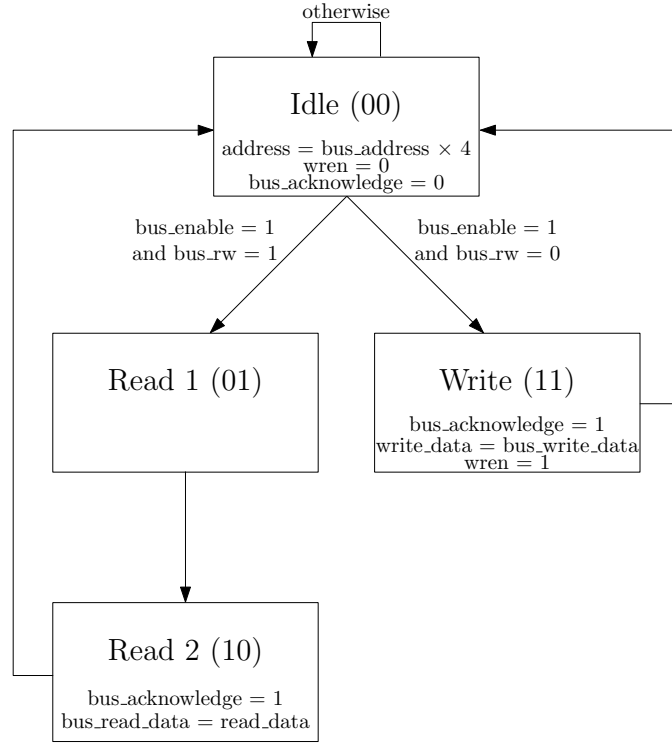 otherwise
Idle (00)
address = bus_address × 4
wren = 0
bus_acknowledge = 0
bus_enable = 1
and bus_rw = 1
bus_enable = 1
and bus_rw = 0
Read 1 (01)
Write (11)
bus_acknowledge = 1
write_data = bus_write_data
wren = 1
Read 2 (10)
bus_acknowledge = 1
bus_read_data = read_data